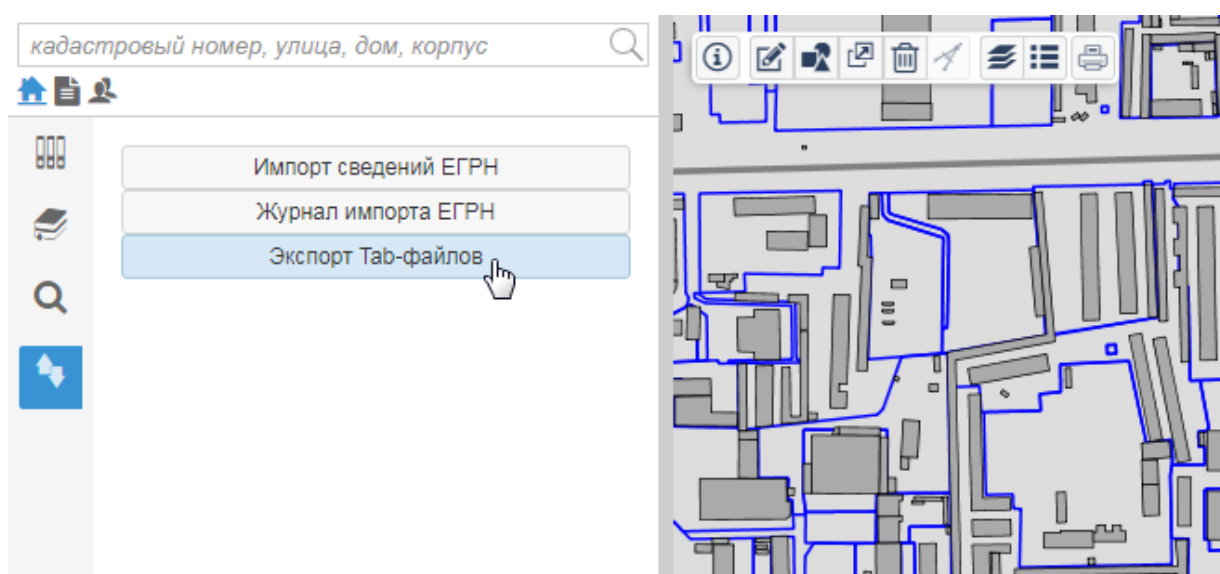 кадастровый номер, улица, дом, корпус
Импорт сведений ЕГРН
Журнал импорта ЕГРН
Экспорт Tab-файлов